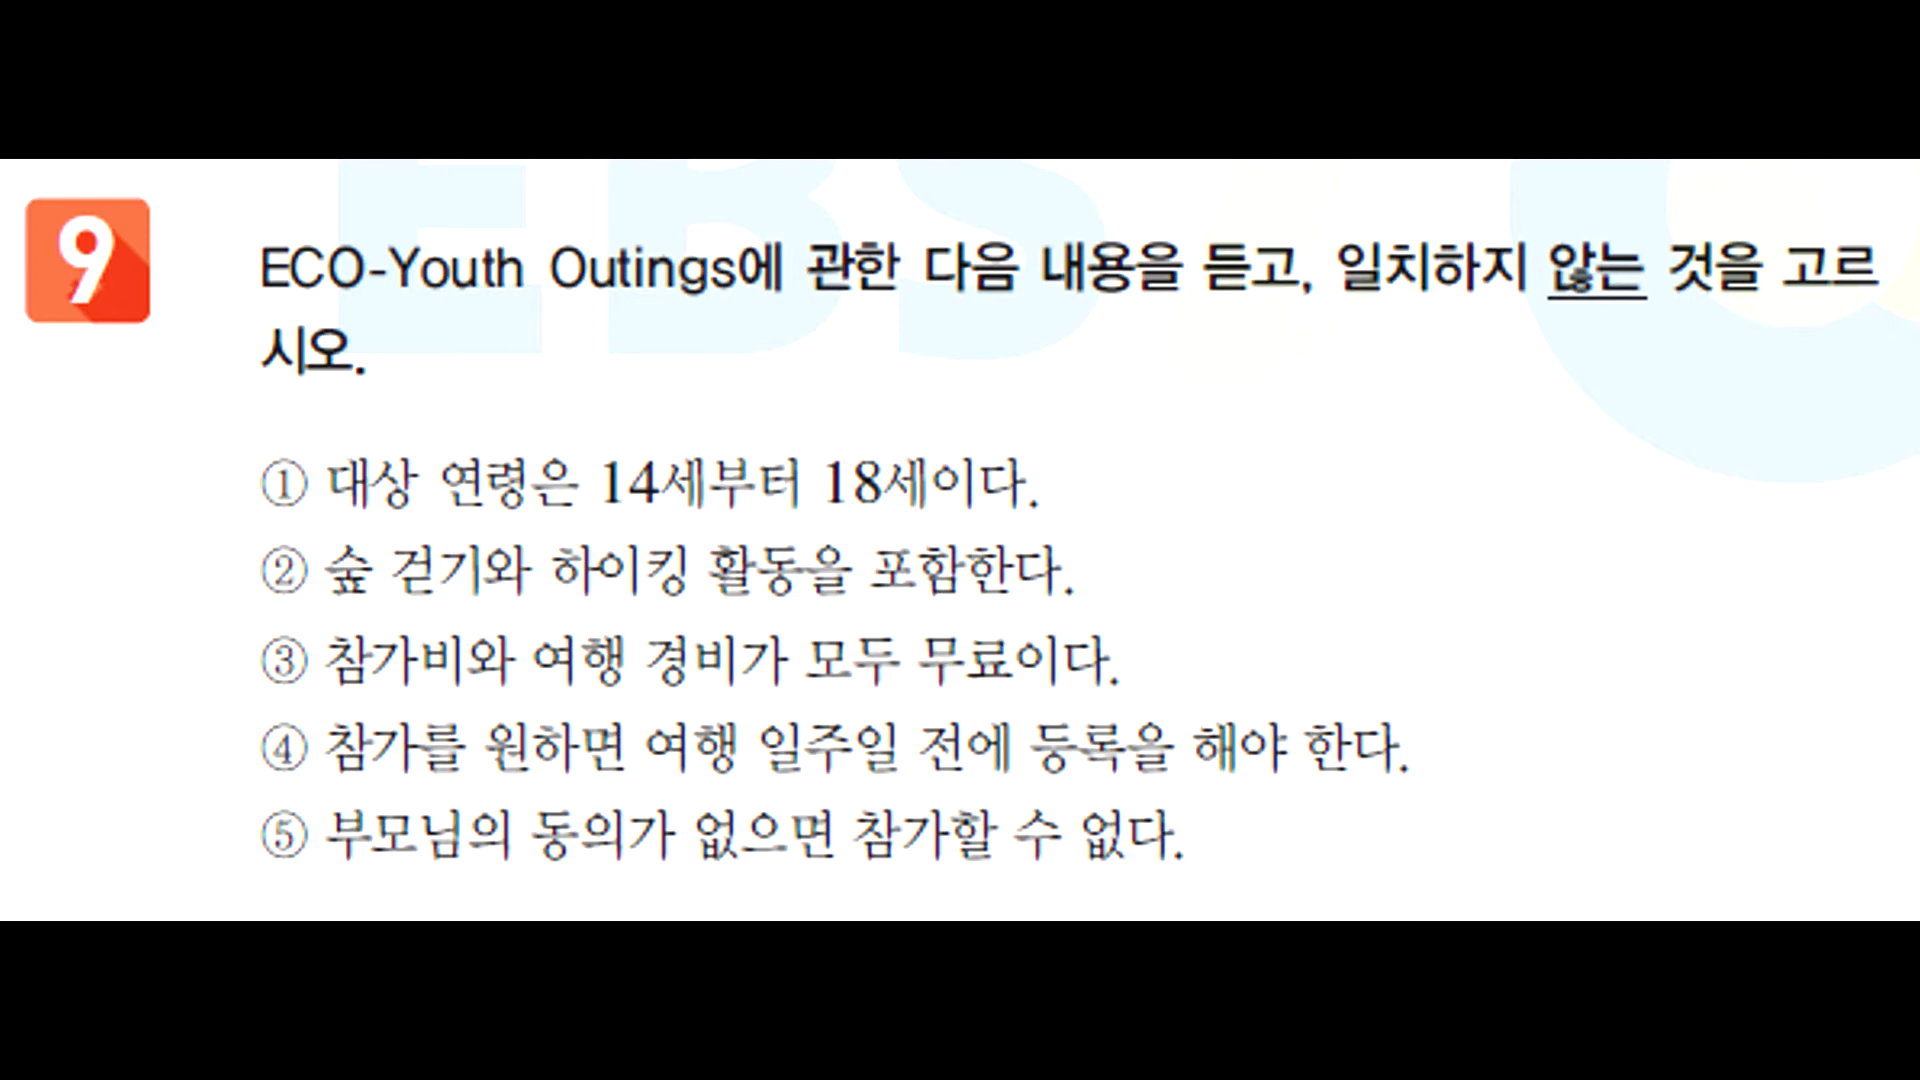 9
ECO-Youth Outings에 관한 다음 내용을 듣고, 일치하지 않는 것을 고르
시오.
① 대상 연령은 14세부터 18세이다.
② 숲 걷기와 하이킹 활동을 포함한다.
③ 참가비와 여행 경비가 모두 무료이다.
④ 참가를 원하면 여행 일주일 전에 등록을 해야 한다.
⑤ 부모님의 동의가 없으면 참가할 수 없다.
EBS